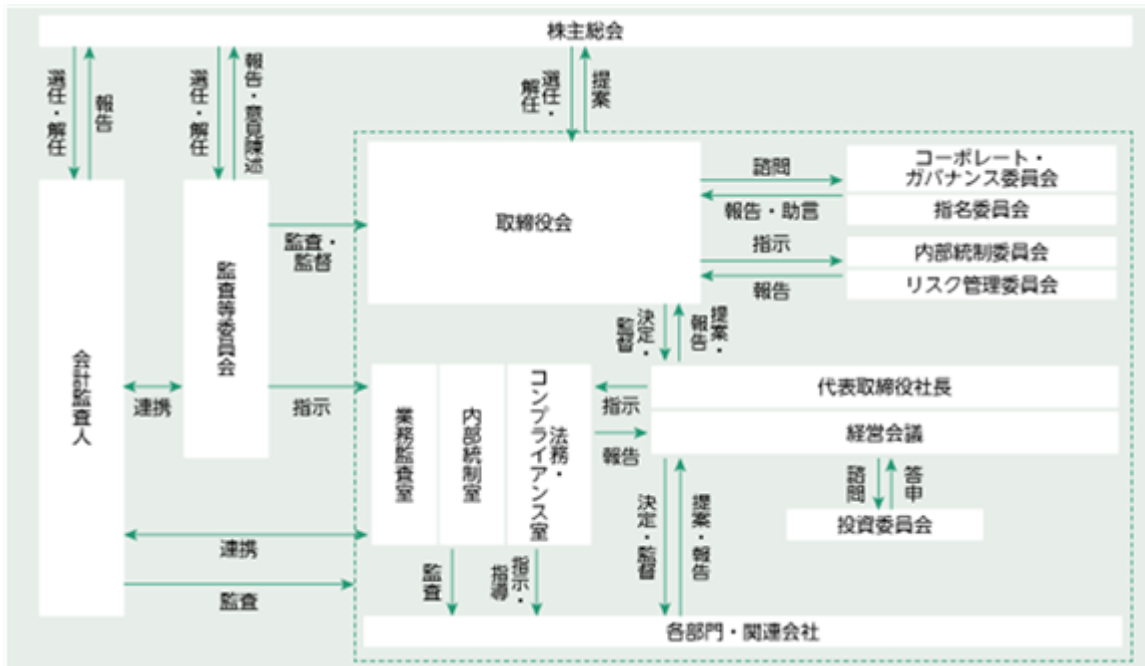 株主総会
選任・解任
報告
選任・解任
報告・意見陳述
選任・
解任
提案
取締役会
諮問
報告・助言
コーポレート・
ガバナンス委員会
指名委員会
指示
報告
内部統制委員会
リスク管理委員会
監査・
監督
会計監査人
監査等委員会
連携
指示
決定・
監督
提案・
報告
業務監査室
内部統制室
法務・
コンプライアンス室
指示
報告
代表取締役社長
経営会議
諮問
答申
投資委員会
連携
監査
監査
指示・
指導
決定・監督
提案・報告
各部門・関連会社